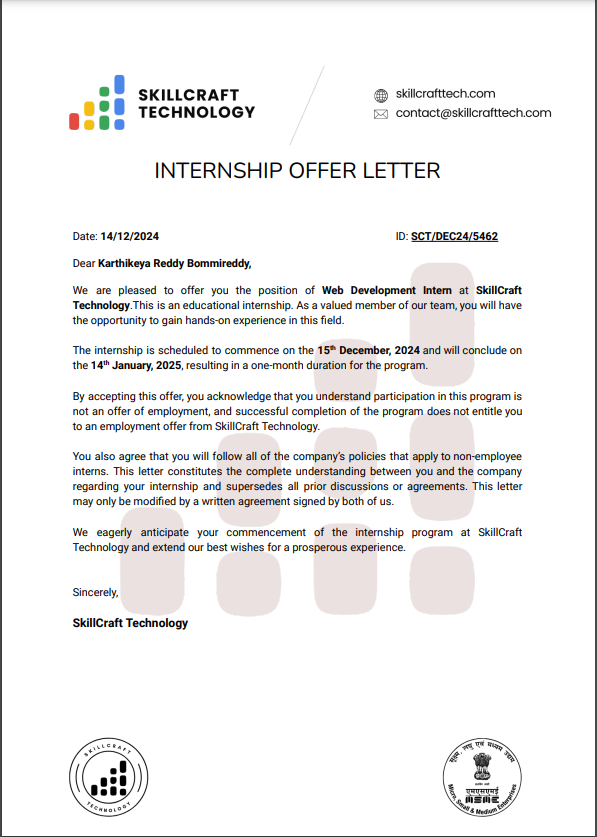 SKILLCRAFT
TECHNOLOGY
skillcrafttech.com
contact@skillcrafttech.com
INTERNSHIP OFFER LETTER
Date: 14/12/2024
ID: SCT/DEC24/5462
Dear Karthikeya Reddy Bommireddy,
We are pleased to offer you the position of Web Development Intern at SkillCraft
Technology.This is an educational internship. As a valued member of our team, you will have
the opportunity to gain hands-on experience in this field.
The internship is scheduled to commence on the 15th December, 2024 and will conclude on
the 14th January, 2025, resulting in a one-month duration for the program.
By accepting this offer, you acknowledge that you understand participation in this program is
not an offer of employment, and successful completion of the program does not entitle you
to an employment offer from SkillCraft Technology.
You also agree that you will follow all of the company's policies that apply to non-employee
interns. This letter constitutes the complete understanding between you and the company
regarding your internship and supersedes all prior discussions or agreements. This letter
may only be modified by a written agreement signed by both of us.
We eagerly anticipate your commencement of the internship program at SkillCraft
Technology and extend our best wishes for a prosperous experience.
Sincerely,
SkillCraft Technology
SKILLCRAFT
TECHNOLOGY
सूक्ष्म, लघु एवं मध्यम उद्यम
एमएसएमई
MSME
Micro, Small & Medium Enterprises